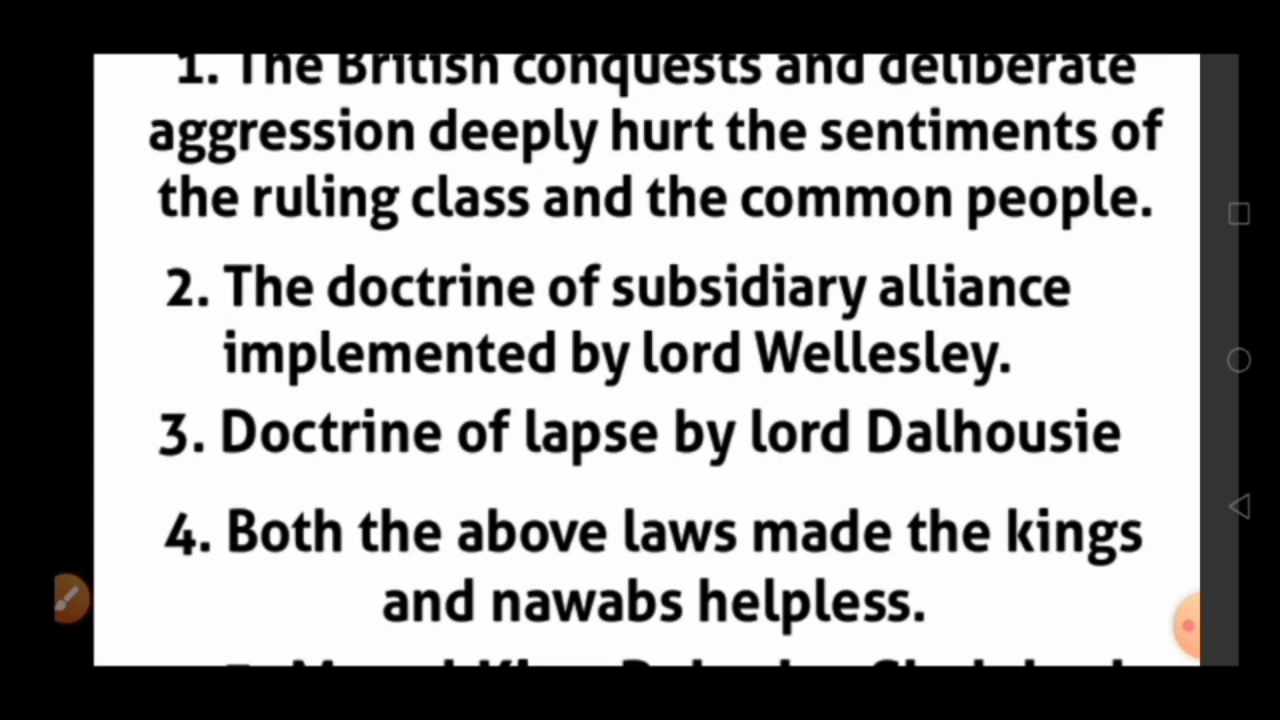 1. The British conquests and deliberate
aggression deeply hurt the sentiments of
the ruling class and the common people.
2. The doctrine of subsidiary alliance
implemented by lord Wellesley.
3. Doctrine of lapse by lord Dalhousie
4. Both the above laws made the kings
and nawabs helpless.